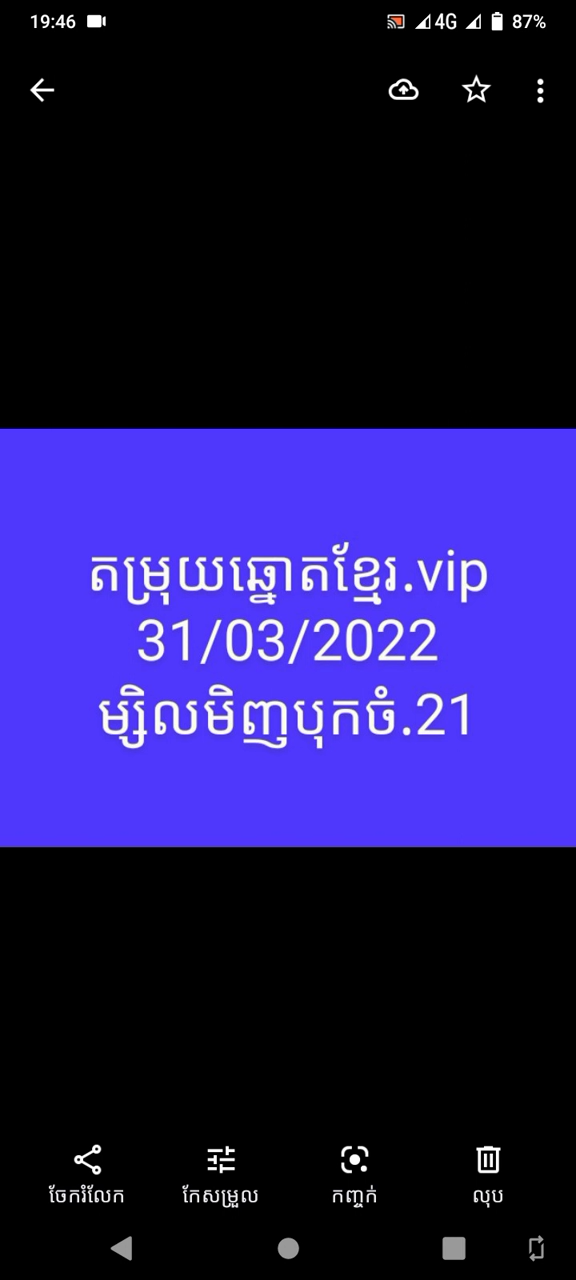 19:46
4G
87%
តម្រុយឆ្នោតខ្មែរ.vip
31/03/2022
ម្សិលមិញបុកចំ.21
ចែករំលែក
កែសម្រួល
កញ្ចក់
លុប